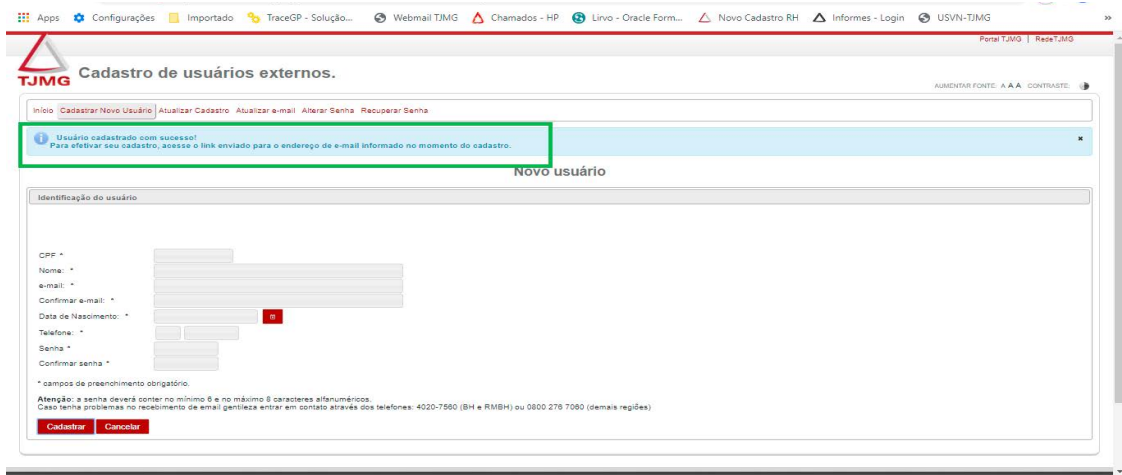 Apps Configurações Importado TraceGP - Solução... Webmail TJMG Chamados - HP Lirvo - Oracle Form... Novo Cadastro RH Informes - Login USVN-TJMG »
Portal TJMG | RedeTJMG
TJMG Cadastro de usuários externos.
AUMENTAR FONTE: A A A CONTRASTE:
Início Cadastrar Novo Usuário Atualizar Cadastro Atualizar e-mail Alterar Senha Recuperar Senha
Usuário cadastrado com sucesso!
Para efetivar seu cadastro, acesse o link enviado para o endereço de e-mail informado no momento do cadastro.
Novo usuário
Identificação do usuário
CPF *
Nome: *
e-mail: *
Confirmar e-mail: *
Data de Nascimento: *
Telefone: *
Senha *
Confirmar senha *
* campos de preenchimento obrigatório.
Atenção: a senha deverá conter no mínimo 6 e no máximo 8 caracteres alfanuméricos.
Caso tenha problemas no recebimento de email gentileza entrar em contato através dos telefones: 4020-7560 (BH e RMBH) ou 0800 276 7060 (demais regiões)
Cadastrar Cancelar